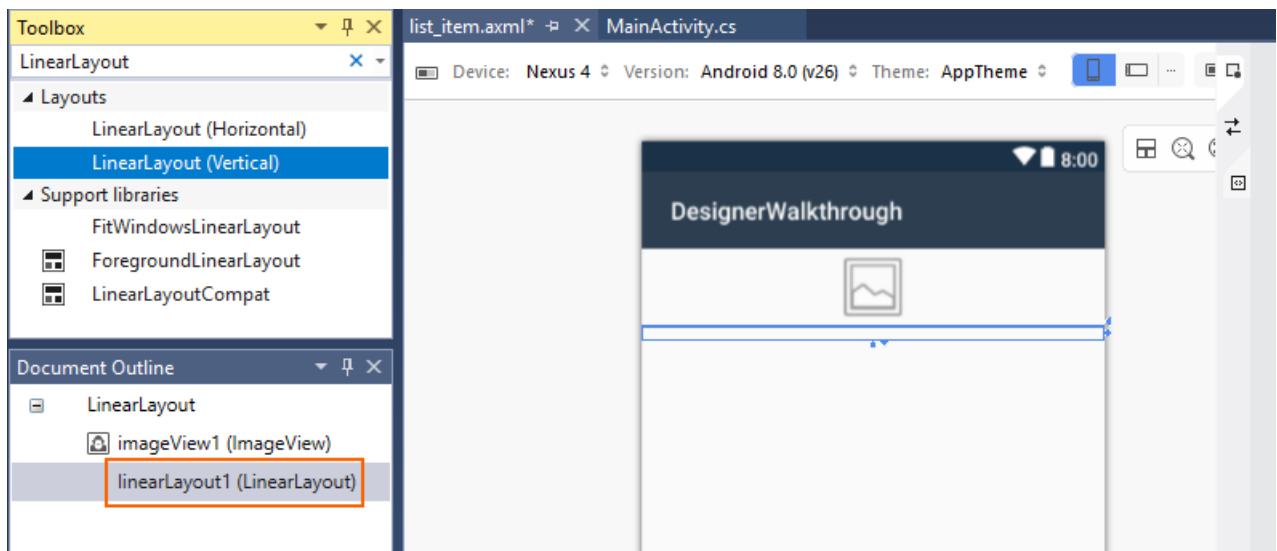 Toolbox
LinearLayout
Layouts
LinearLayout (Horizontal)
LinearLayout (Vertical)
Support libraries
FitWindowsLinearLayout
ForegroundLinearLayout
LinearLayoutCompat
Document Outline
LinearLayout
imageView1 (ImageView)
linearLayout1 (LinearLayout)
list_item.axml* MainActivity.cs
Device: Nexus 4 Version: Android 8.0 (v26) Theme: AppTheme ...
8:00
DesignerWalkthrough